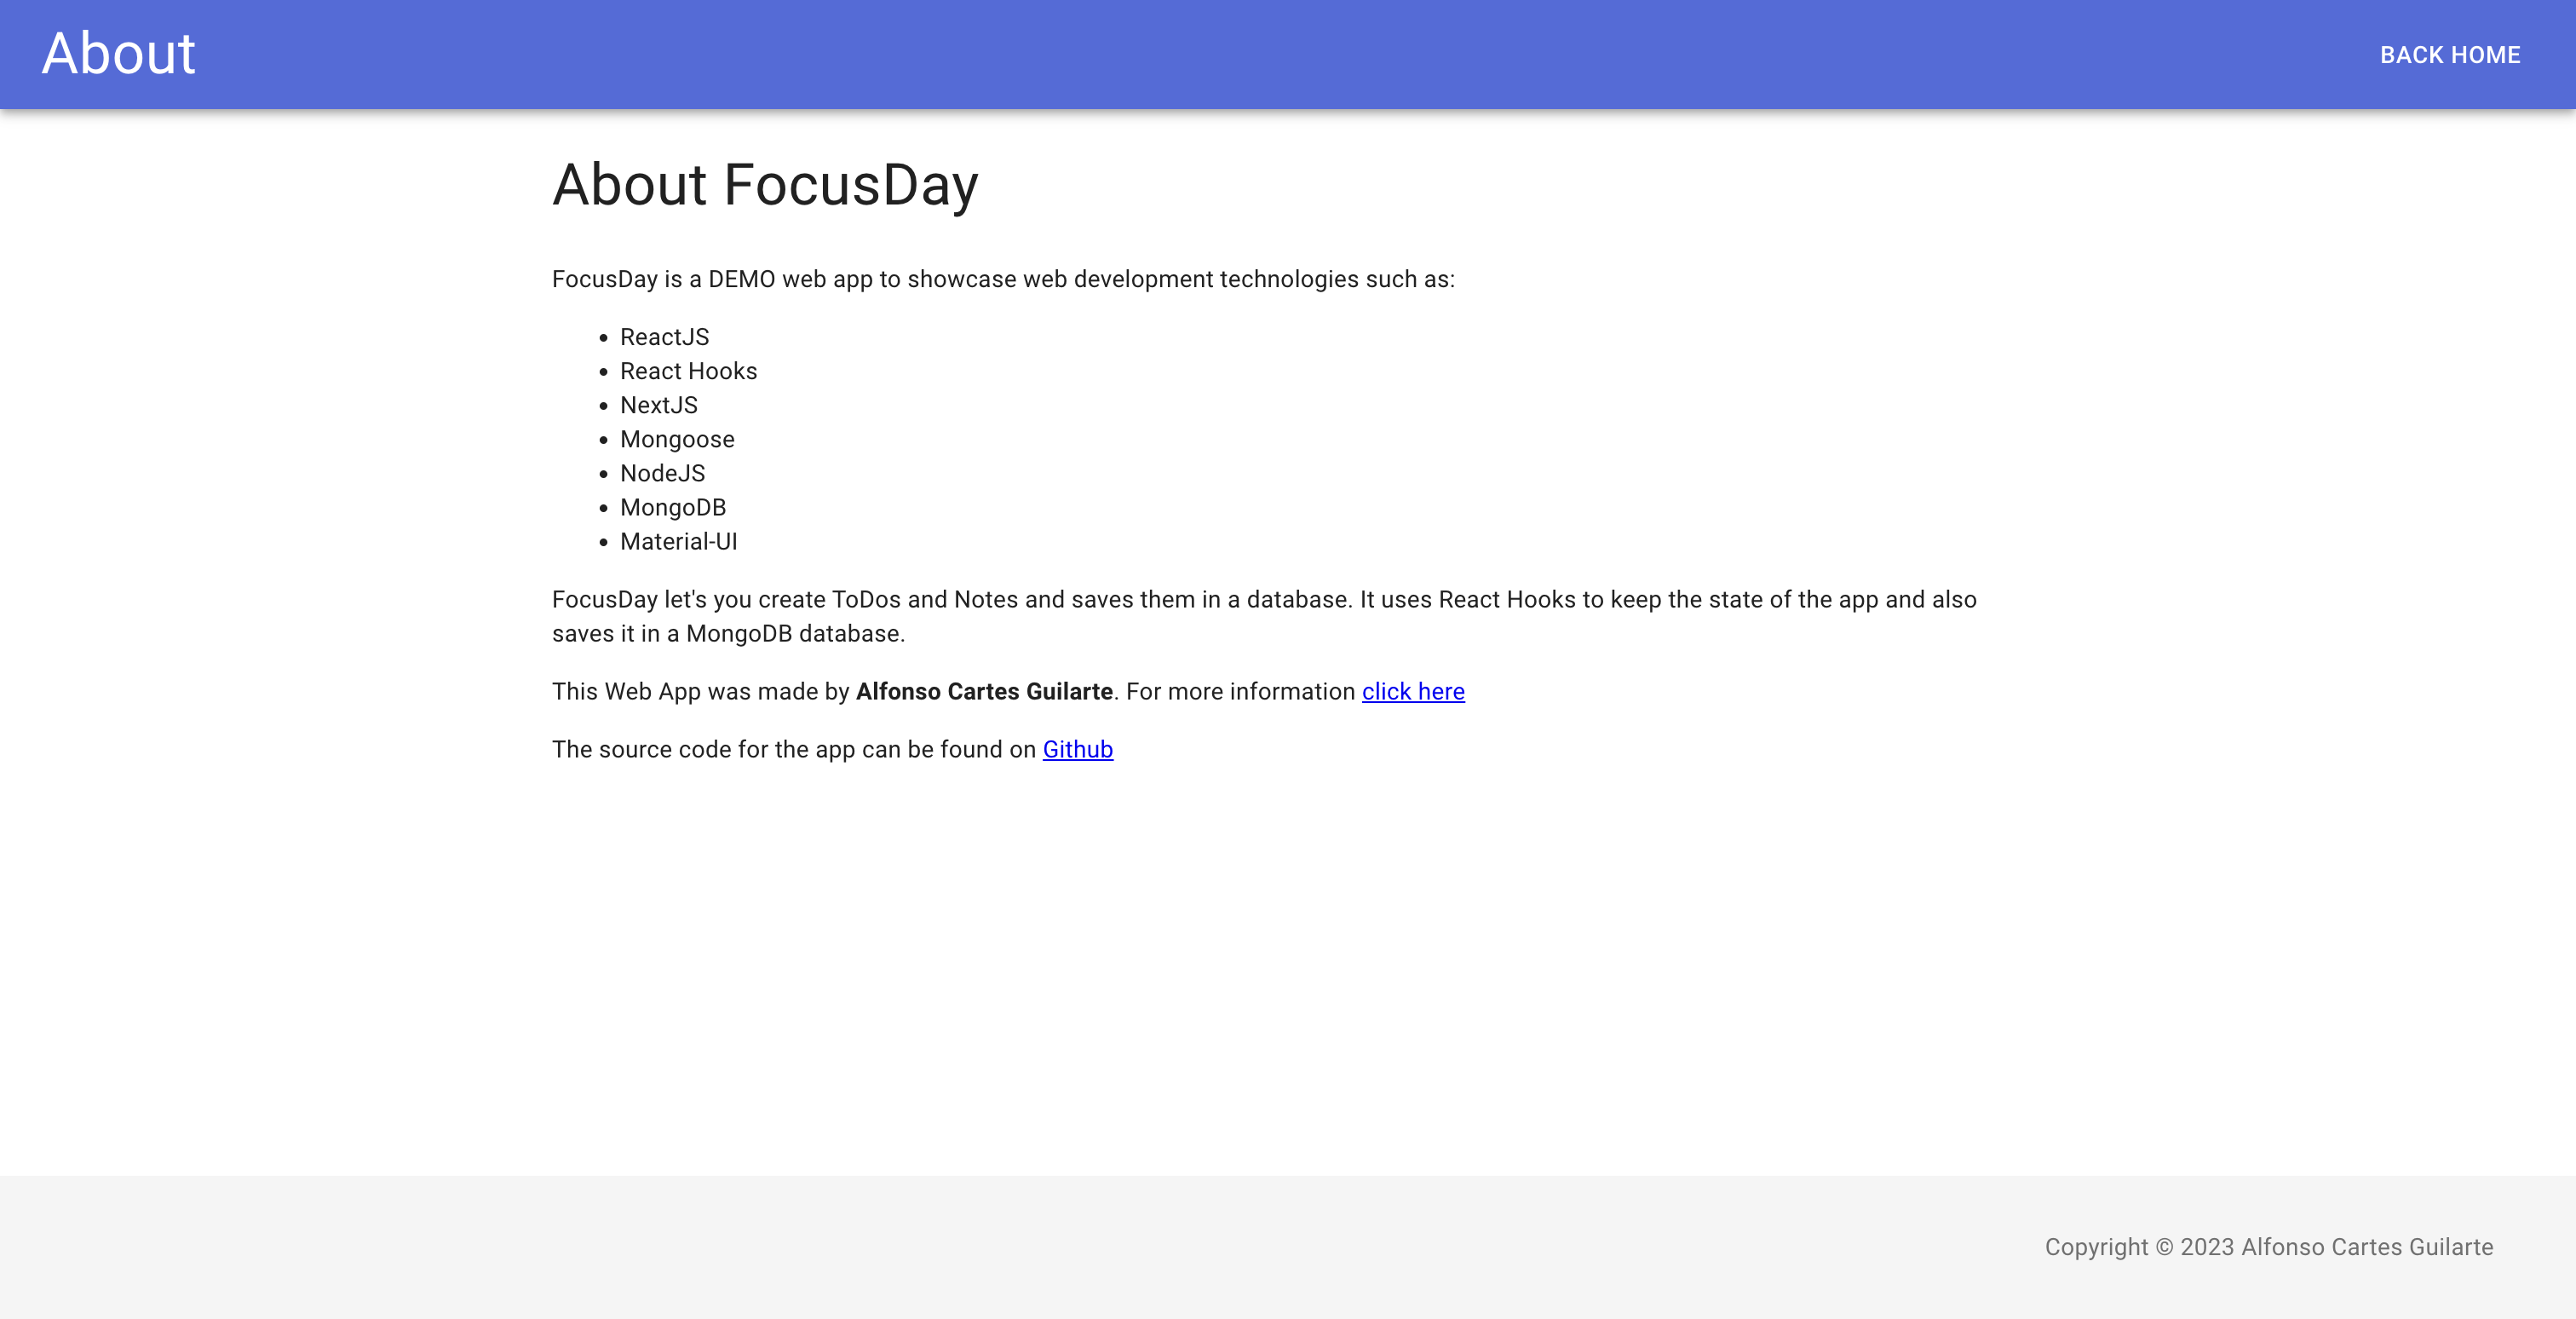 About
BACK HOME
About FocusDay
FocusDay is a DEMO web app to showcase web development technologies such as:
ReactJS
React Hooks
NextJS
Mongoose
NodeJS
MongoDB
Material-UI
FocusDay let's you create ToDos and Notes and saves them in a database. It uses React Hooks to keep the state of the app and also
saves it in a MongoDB database.
This Web App was made by Alfonso Cartes Guilarte. For more information click here
The source code for the app can be found on Github
Copyright © 2023 Alfonso Cartes Guilarte